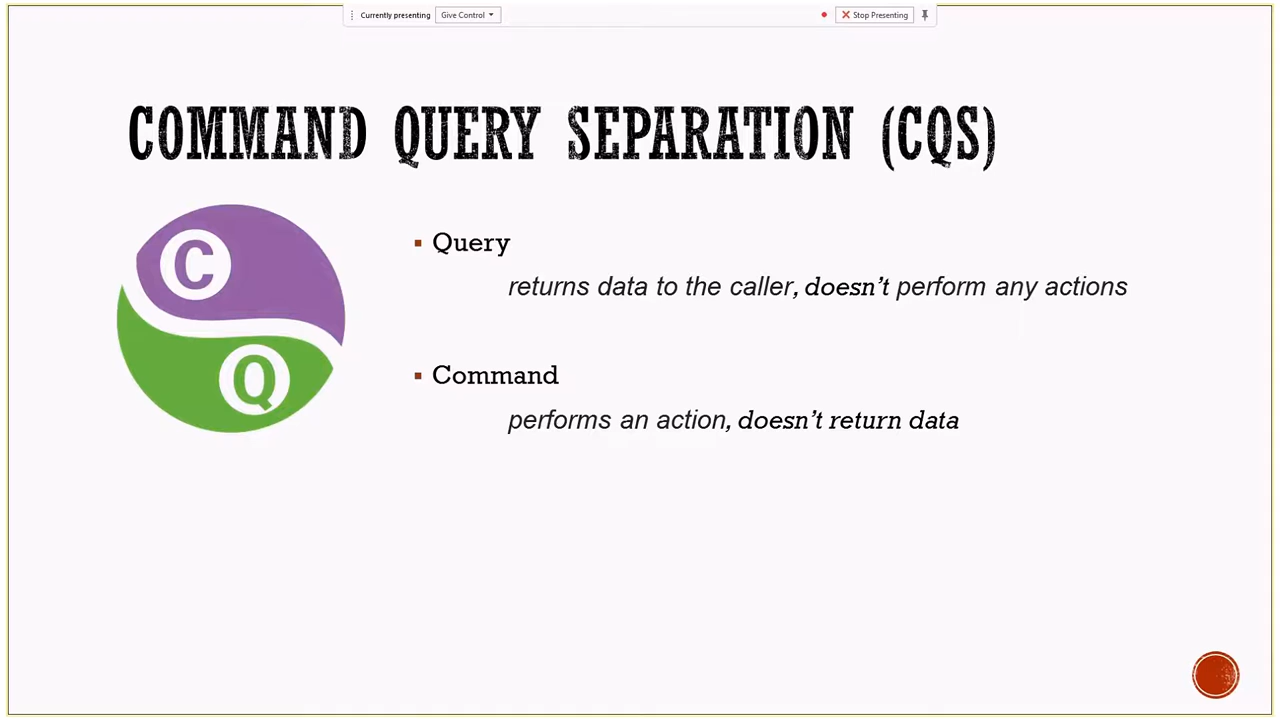 Currently presenting Give Control Stop Presenting
COMMAND QUERY SEPARATION (CQS)
C
Q
Query
returns data to the caller, doesn’t perform any actions
Command
performs an action, doesn’t return data